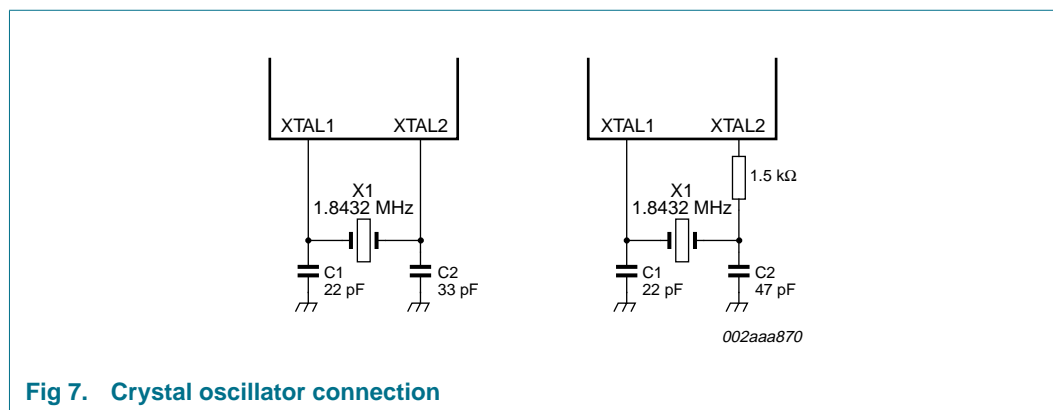 XTAL1 XTAL2
X1
1.8432 MHz
C1
22 pF
C2
33 pF
XTAL1 XTAL2
1.5 kΩ
X1
1.8432 MHz
C1
22 pF
C2
47 pF
002aaa870
Fig 7. Crystal oscillator connection